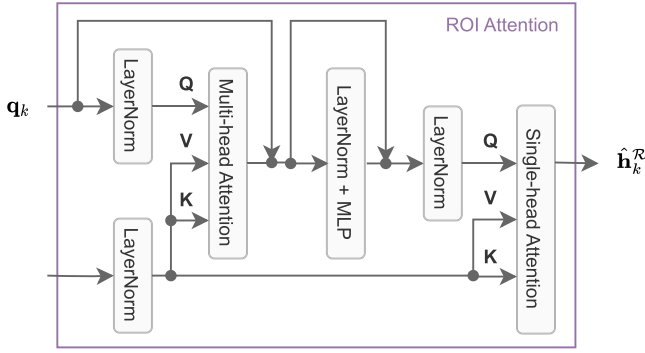 ROI Attention
q_k
LayerNorm
Q
V
K
Multi-head Attention
LayerNorm + MLP
LayerNorm
Q
V
K
Single-head Attention
ĥ_k^ℛ
LayerNorm